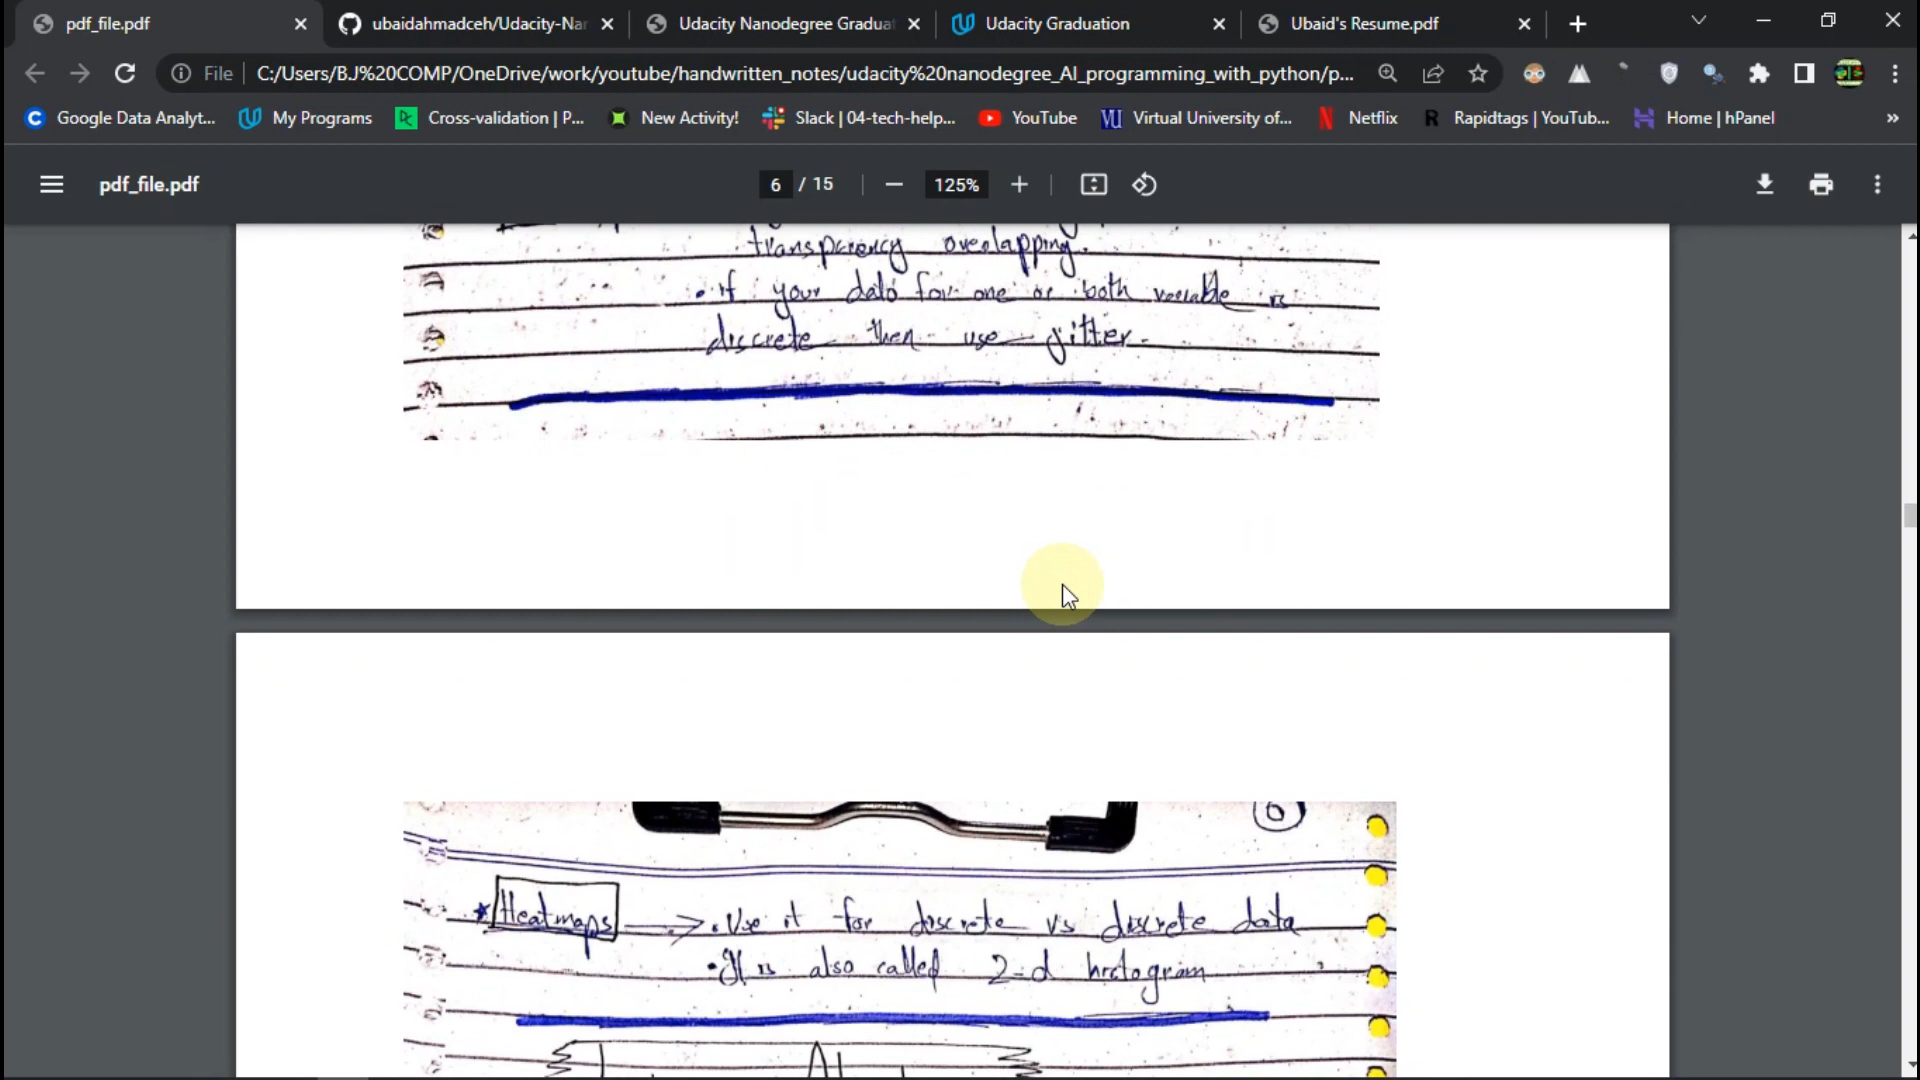 pdf_file.pdf
ubaidahmadceh/Udacity-Nar
Udacity Nanodegree Gradua
Udacity Graduation
Ubaid's Resume.pdf
File
C:/Users/BJ%20COMP/OneDrive/work/youtube/handwritten_notes/udacity%20nanodegree_AI_programming_with_python/p...
Google Data Analyt...
My Programs
Cross-validation | P...
New Activity!
Slack | 04-tech-help...
YouTube
Virtual University of...
Netflix
Rapidtags | YouTub...
Home | hPanel
»
pdf_file.pdf
6 / 15
125%
transparency overlapping.
• if your data for one or both variable is
discrete then use jitter.
6
* Heatmaps → • Use it for discrete vs discrete data
• It is also called 2-d histogram